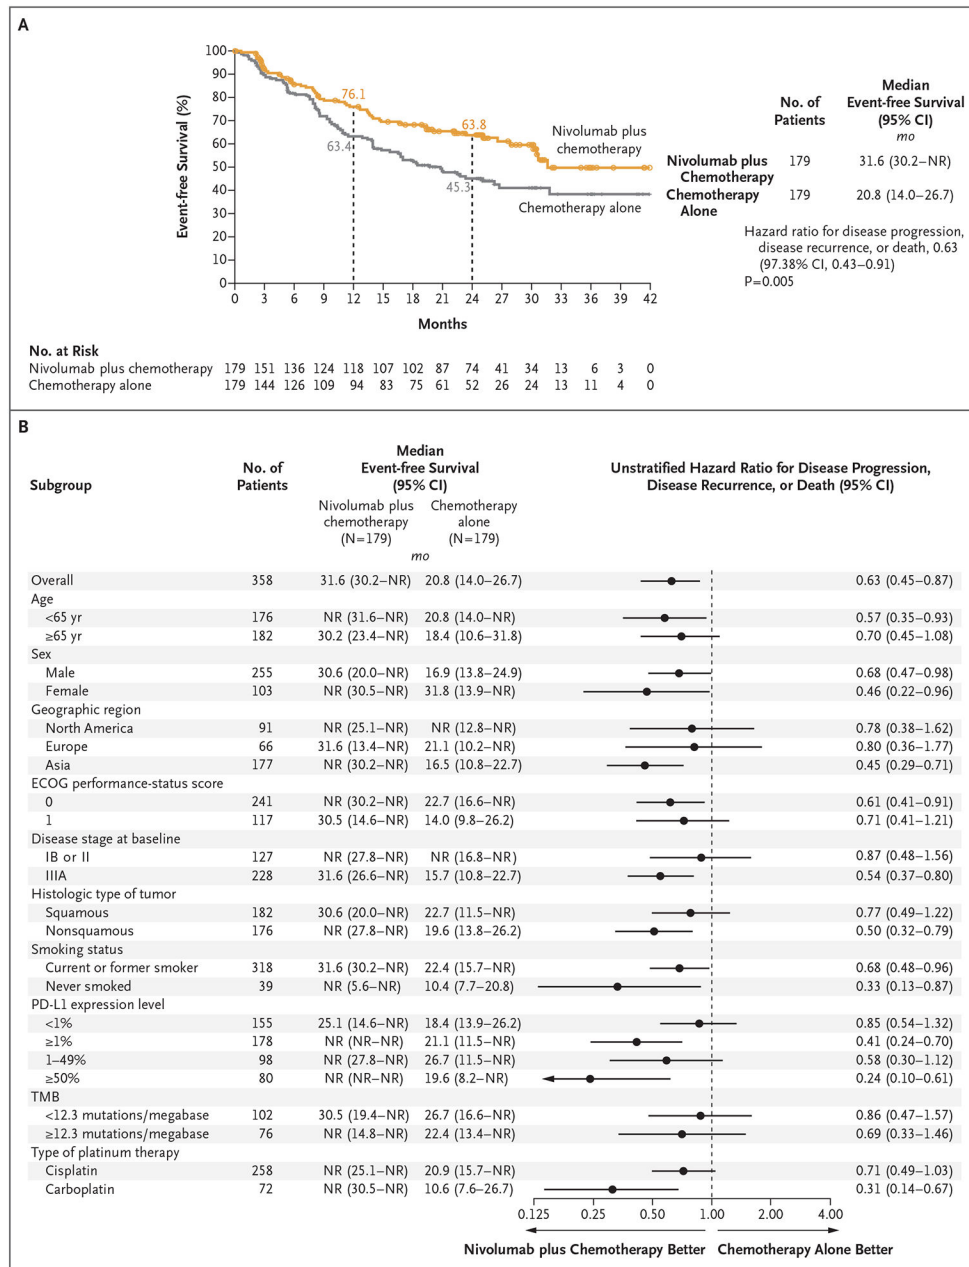 A
100
90
80
70
60
50
40
30
20
10
0
Event-free Survival (%)
76.1
63.4
63.8
45.3
Nivolumab plus
chemotherapy
Chemotherapy alone
0 3 6 9 12 15 18 21 24 27 30 33 36 39 42
Months
No. of
Patients
Median
Event-free Survival
(95% CI)
mo
Nivolumab plus
Chemotherapy
179 31.6 (30.2–NR)
Chemotherapy
Alone
179 20.8 (14.0–26.7)
Hazard ratio for disease progression,
disease recurrence, or death, 0.63
(97.38% CI, 0.43–0.91)
P=0.005
No. at Risk
Nivolumab plus chemotherapy 179 151 136 124 118 107 102 87 74 41 34 13 6 3 0
Chemotherapy alone 179 144 126 109 94 83 75 61 52 26 24 13 11 4 0
B
Subgroup
No. of
Patients
Median
Event-free Survival
(95% CI)
Unstratified Hazard Ratio for Disease Progression,
Disease Recurrence, or Death (95% CI)
Nivolumab plus
chemotherapy
(N=179)
Chemotherapy
alone
(N=179)
mo
Overall 358 31.6 (30.2–NR) 20.8 (14.0–26.7) 0.63 (0.45–0.87)
Age
<65 yr 176 NR (31.6–NR) 20.8 (14.0–NR) 0.57 (0.35–0.93)
≥65 yr 182 30.2 (23.4–NR) 18.4 (10.6–31.8) 0.70 (0.45–1.08)
Sex
Male 255 30.6 (20.0–NR) 16.9 (13.8–24.9) 0.68 (0.47–0.98)
Female 103 NR (30.5–NR) 31.8 (13.9–NR) 0.46 (0.22–0.96)
Geographic region
North America 91 NR (25.1–NR) NR (12.8–NR) 0.78 (0.38–1.62)
Europe 66 31.6 (13.4–NR) 21.1 (10.2–NR) 0.80 (0.36–1.77)
Asia 177 NR (30.2–NR) 16.5 (10.8–22.7) 0.45 (0.29–0.71)
ECOG performance-status score
0 241 NR (30.2–NR) 22.7 (16.6–NR) 0.61 (0.41–0.91)
1 117 30.5 (14.6–NR) 14.0 (9.8–26.2) 0.71 (0.41–1.21)
Disease stage at baseline
IB or II 127 NR (27.8–NR) NR (16.8–NR) 0.87 (0.48–1.56)
IIIA 228 31.6 (26.6–NR) 15.7 (10.8–22.7) 0.54 (0.37–0.80)
Histologic type of tumor
Squamous 182 30.6 (20.0–NR) 22.7 (11.5–NR) 0.77 (0.49–1.22)
Nonsquamous 176 NR (27.8–NR) 19.6 (13.8–26.2) 0.50 (0.32–0.79)
Smoking status
Current or former smoker 318 31.6 (30.2–NR) 22.4 (15.7–NR) 0.68 (0.48–0.96)
Never smoked 39 NR (5.6–NR) 10.4 (7.7–20.8) 0.33 (0.13–0.87)
PD-L1 expression level
<1% 155 25.1 (14.6–NR) 18.4 (13.9–26.2) 0.85 (0.54–1.32)
≥1% 178 NR (NR–NR) 21.1 (11.5–NR) 0.41 (0.24–0.70)
1–49% 98 NR (27.8–NR) 26.7 (11.5–NR) 0.58 (0.30–1.12)
≥50% 80 NR (NR–NR) 19.6 (8.2–NR) 0.24 (0.10–0.61)
TMB
<12.3 mutations/megabase 102 30.5 (19.4–NR) 26.7 (16.6–NR) 0.86 (0.47–1.57)
≥12.3 mutations/megabase 76 NR (14.8–NR) 22.4 (13.4–NR) 0.69 (0.33–1.46)
Type of platinum therapy
Cisplatin 258 NR (25.1–NR) 20.9 (15.7–NR) 0.71 (0.49–1.03)
Carboplatin 72 NR (30.5–NR) 10.6 (7.6–26.7) 0.31 (0.14–0.67)
0.125 0.25 0.50 1.00 2.00 4.00
Nivolumab plus Chemotherapy Better Chemotherapy Alone Better